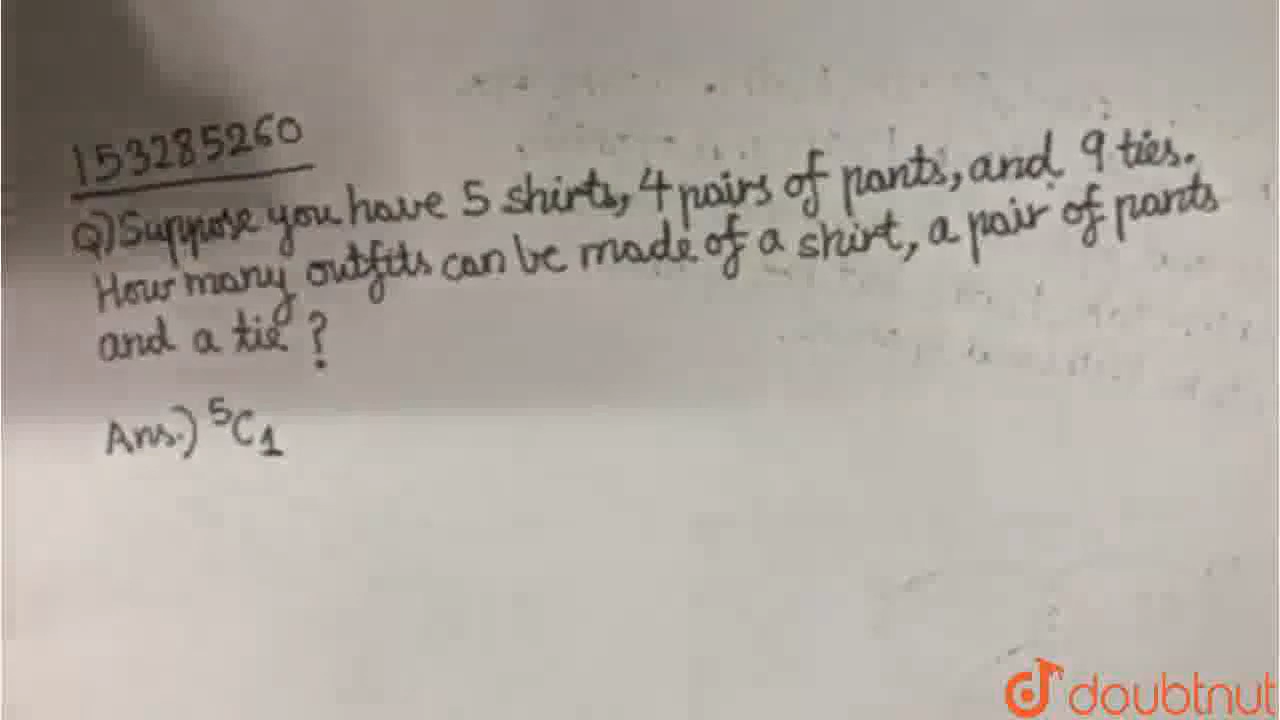 153285260
Q) Suppose you have 5 shirts, 4 pairs of pants, and 9 ties.
How many outfits can be made of a shirt, a pair of pants
and a tie?
Ans.) ⁵C₁
doubtnut